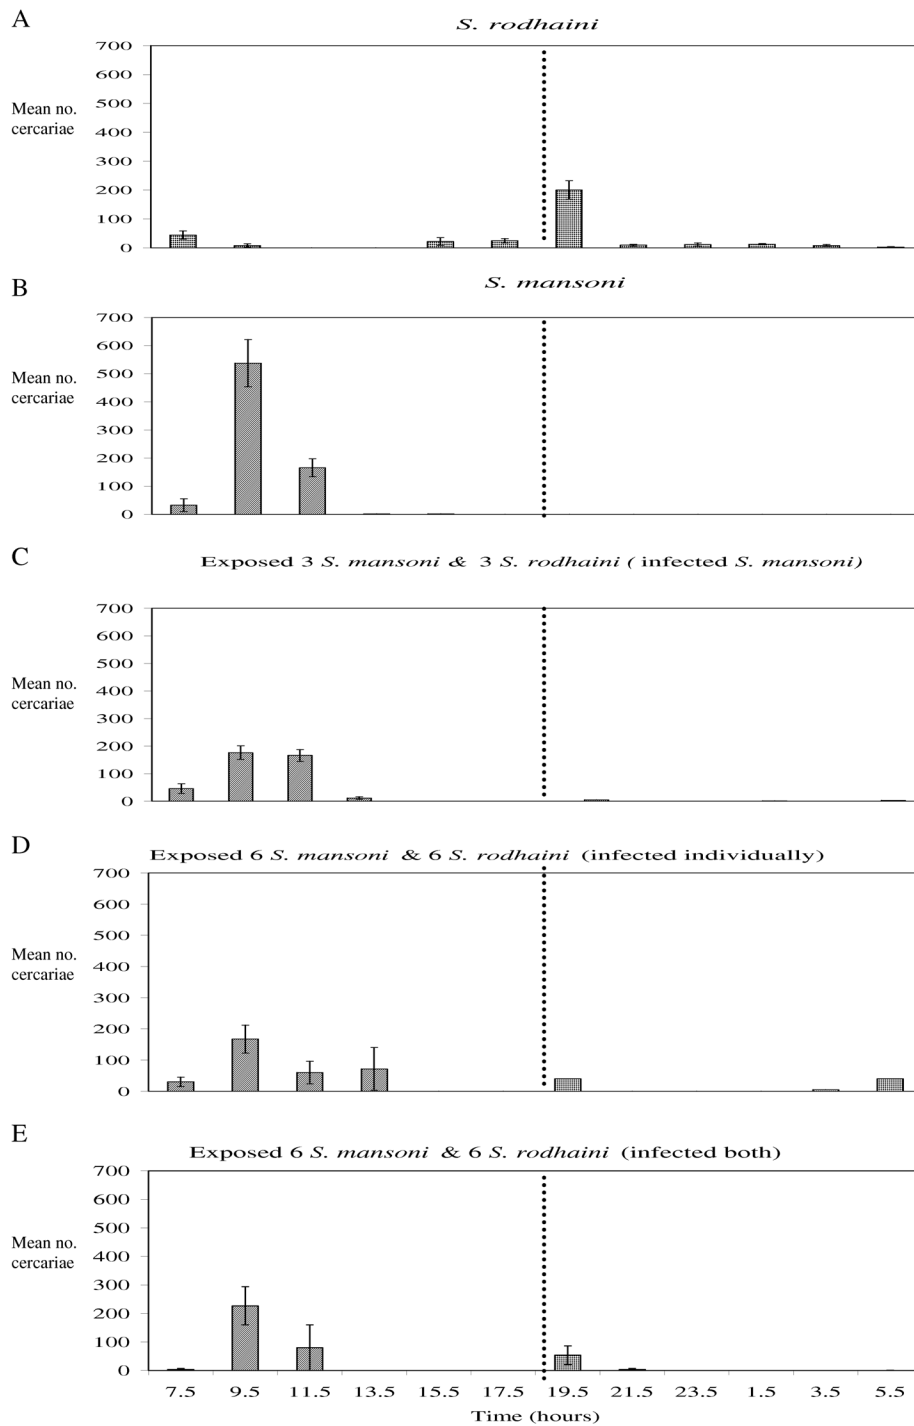 A
S. rodhaini
700
600
500
400
300
200
100
0
Mean no.
cercariae
B
S. mansoni
700
600
500
400
300
200
100
0
Mean no.
cercariae
C
Exposed 3 S. mansoni & 3 S. rodhaini ( infected S. mansoni)
700
600
500
400
300
200
100
0
Mean no.
cercariae
D
Exposed 6 S. mansoni & 6 S. rodhaini (infected individually)
700
600
500
400
300
200
100
0
Mean no.
cercariae
E
Exposed 6 S. mansoni & 6 S. rodhaini (infected both)
700
600
500
400
300
200
100
0
Mean no.
cercariae
7.5 9.5 11.5 13.5 15.5 17.5 19.5 21.5 23.5 1.5 3.5 5.5
Time (hours)